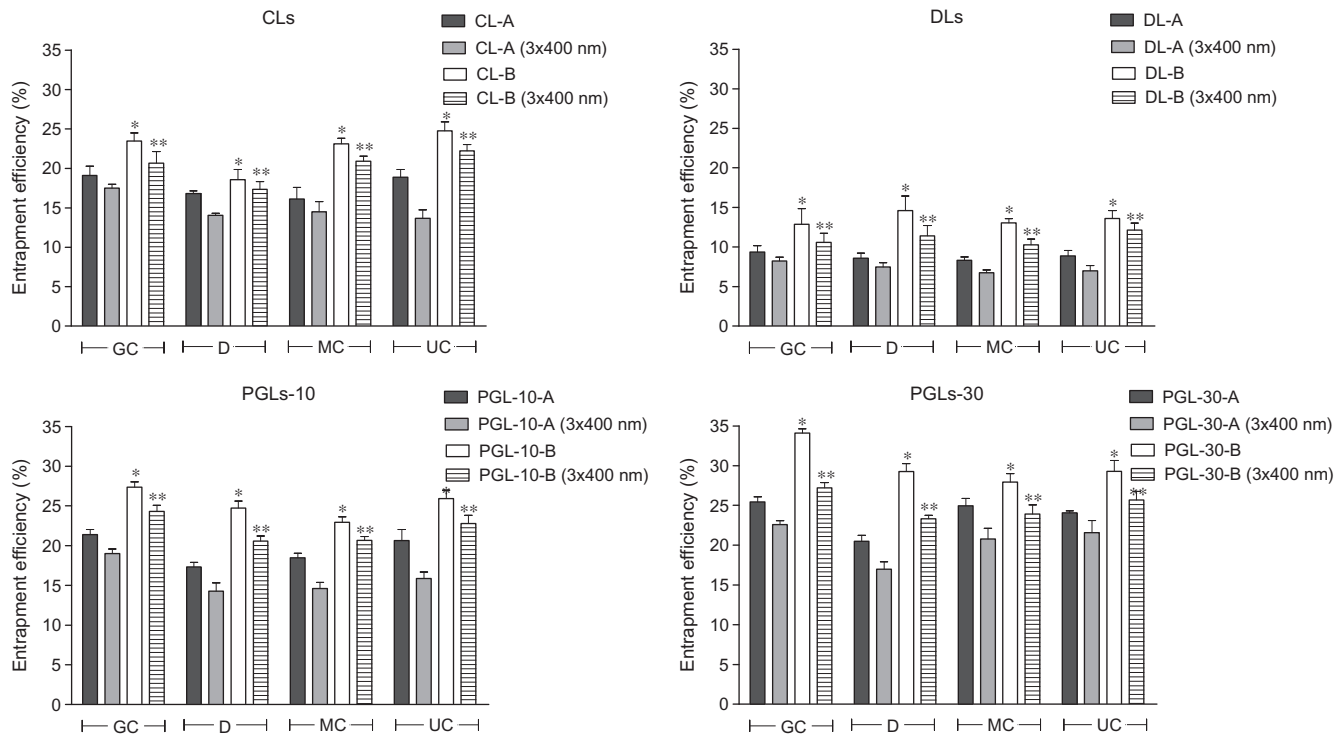 CLs
CL-A
CL-A (3x400 nm)
CL-B
CL-B (3x400 nm)
Entrapment efficiency (%)
35
30
25
20
15
10
5
0
* ** * ** * ** * **
GC D MC UC
DLs
DL-A
DL-A (3x400 nm)
DL-B
DL-B (3x400 nm)
Entrapment efficiency (%)
35
30
25
20
15
10
5
0
* ** * ** * ** * **
GC D MC UC
PGLs-10
PGL-10-A
PGL-10-A (3x400 nm)
PGL-10-B
PGL-10-B (3x400 nm)
Entrapment efficiency (%)
35
30
25
20
15
10
5
0
* ** * ** * ** * **
GC D MC UC
PGLs-30
PGL-30-A
PGL-30-A (3x400 nm)
PGL-30-B
PGL-30-B (3x400 nm)
Entrapment efficiency (%)
35
30
25
20
15
10
5
0
* ** * ** * ** * **
GC D MC UC